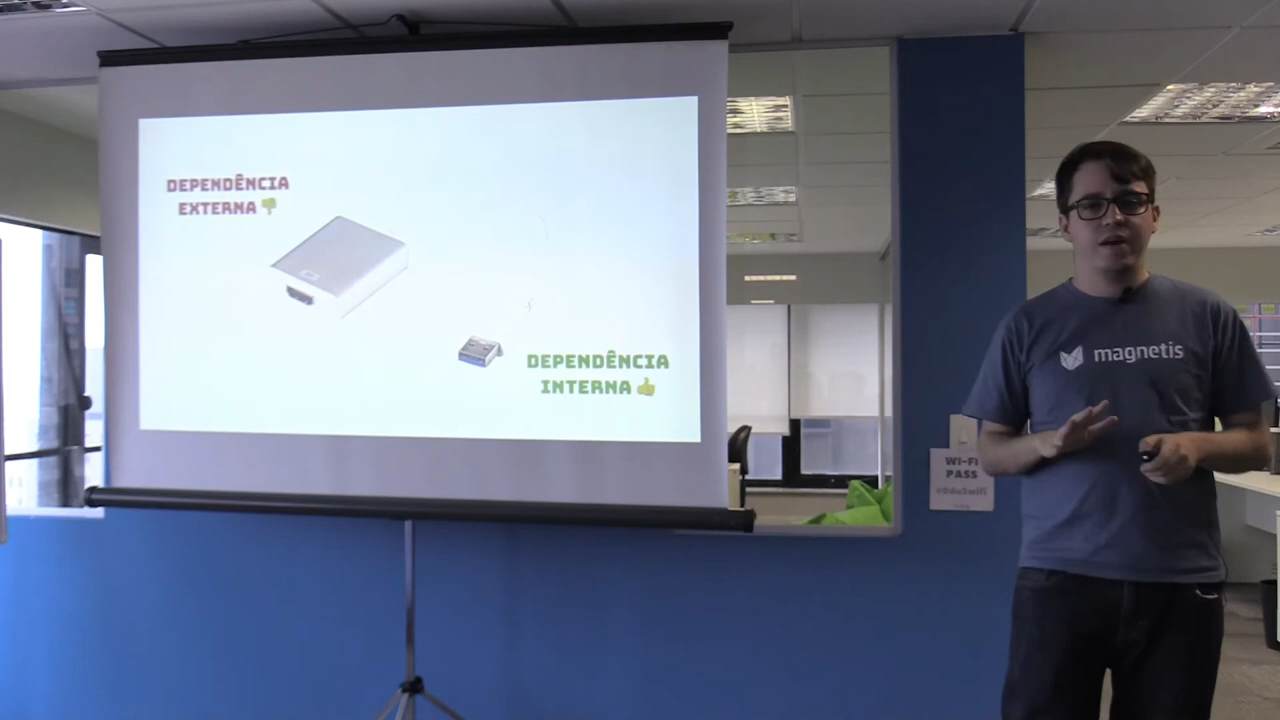 DEPENDÊNCIA
EXTERNA
DEPENDÊNCIA
INTERNA
magnetis
WI-FI
PASS